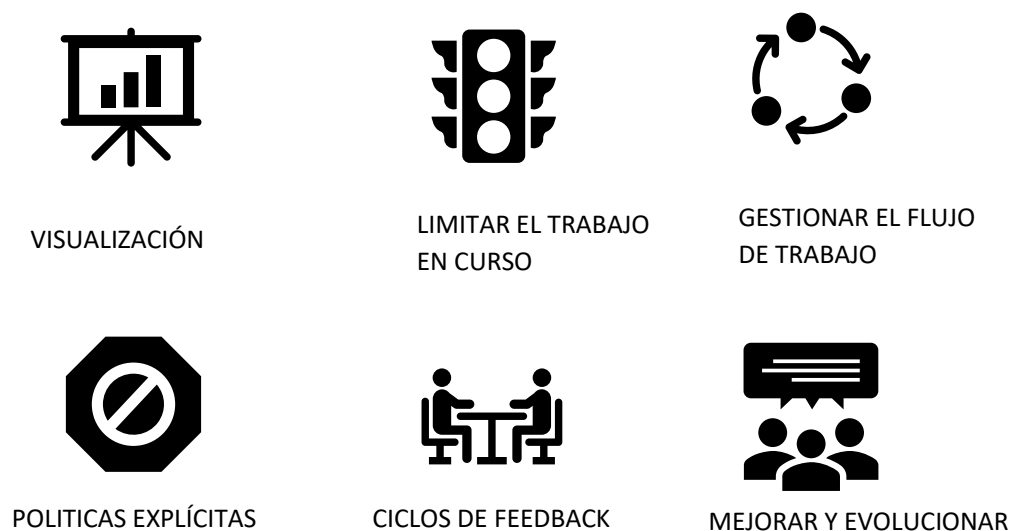 VISUALIZACIÓN
LIMITAR EL TRABAJO
EN CURSO
GESTIONAR EL FLUJO
DE TRABAJO
POLITICAS EXPLÍCITAS
CICLOS DE FEEDBACK
MEJORAR Y EVOLUCIONAR